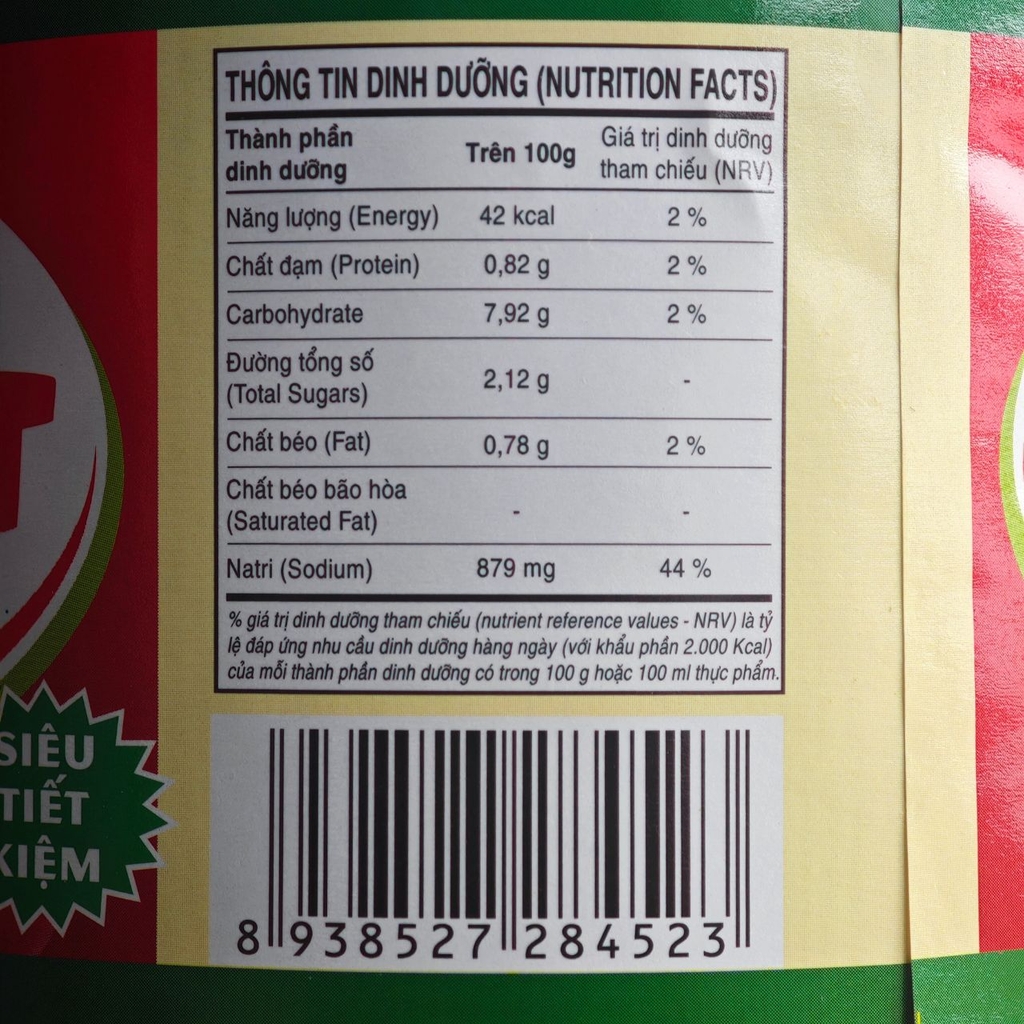 THÔNG TIN DINH DƯỠNG (NUTRITION FACTS)
Thành phần dinh dưỡng Trên 100g Giá trị dinh dưỡng tham chiếu (NRV)
Năng lượng (Energy) 42 kcal 2 %
Chất đạm (Protein) 0,82 g 2 %
Carbohydrate 7,92 g 2 %
Đường tổng số (Total Sugars) 2,12 g -
Chất béo (Fat) 0,78 g 2 %
Chất béo bão hòa (Saturated Fat) - -
Natri (Sodium) 879 mg 44 %
% giá trị dinh dưỡng tham chiếu (nutrient reference values - NRV) là tỷ
lệ đáp ứng nhu cầu dinh dưỡng hàng ngày (với khẩu phần 2.000 Kcal)
của mỗi thành phần dinh dưỡng có trong 100 g hoặc 100 ml thực phẩm.
SIÊU
TIẾT
KIỆM
8 938527 284523